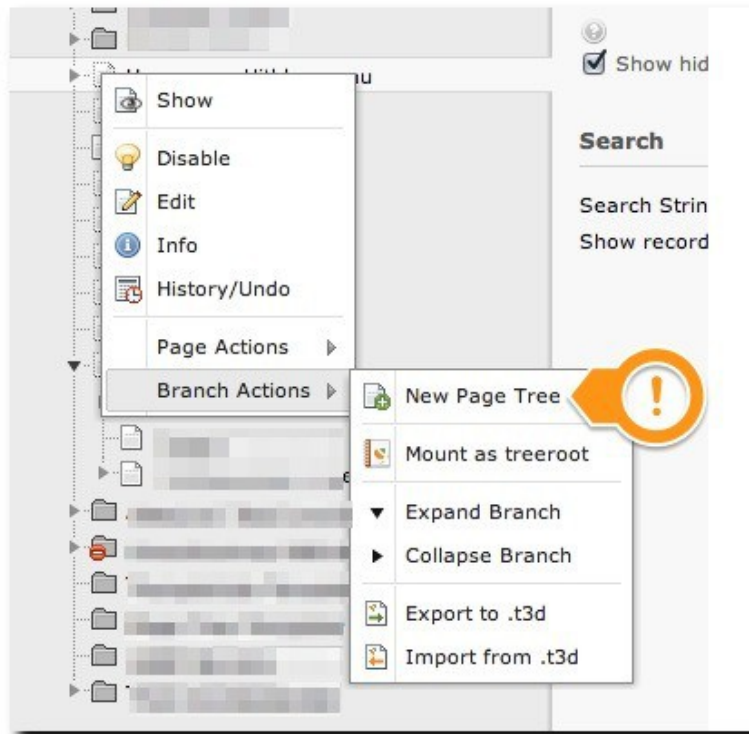 Show hid
Show
Disable
Edit
Info
History/Undo
Page Actions
Branch Actions
Search
Search Strin
Show record
New Page Tree
!
Mount as treeroot
Expand Branch
Collapse Branch
Export to .t3d
Import from .t3d